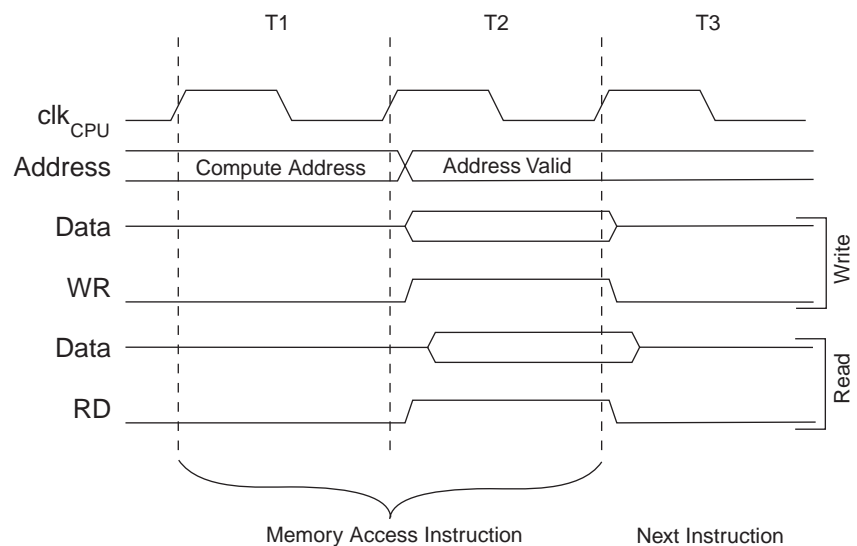 T1 T2 T3
clkCPU
Address Compute Address Address Valid
Data
WR
Write
Data
RD
Read
Memory Access Instruction Next Instruction